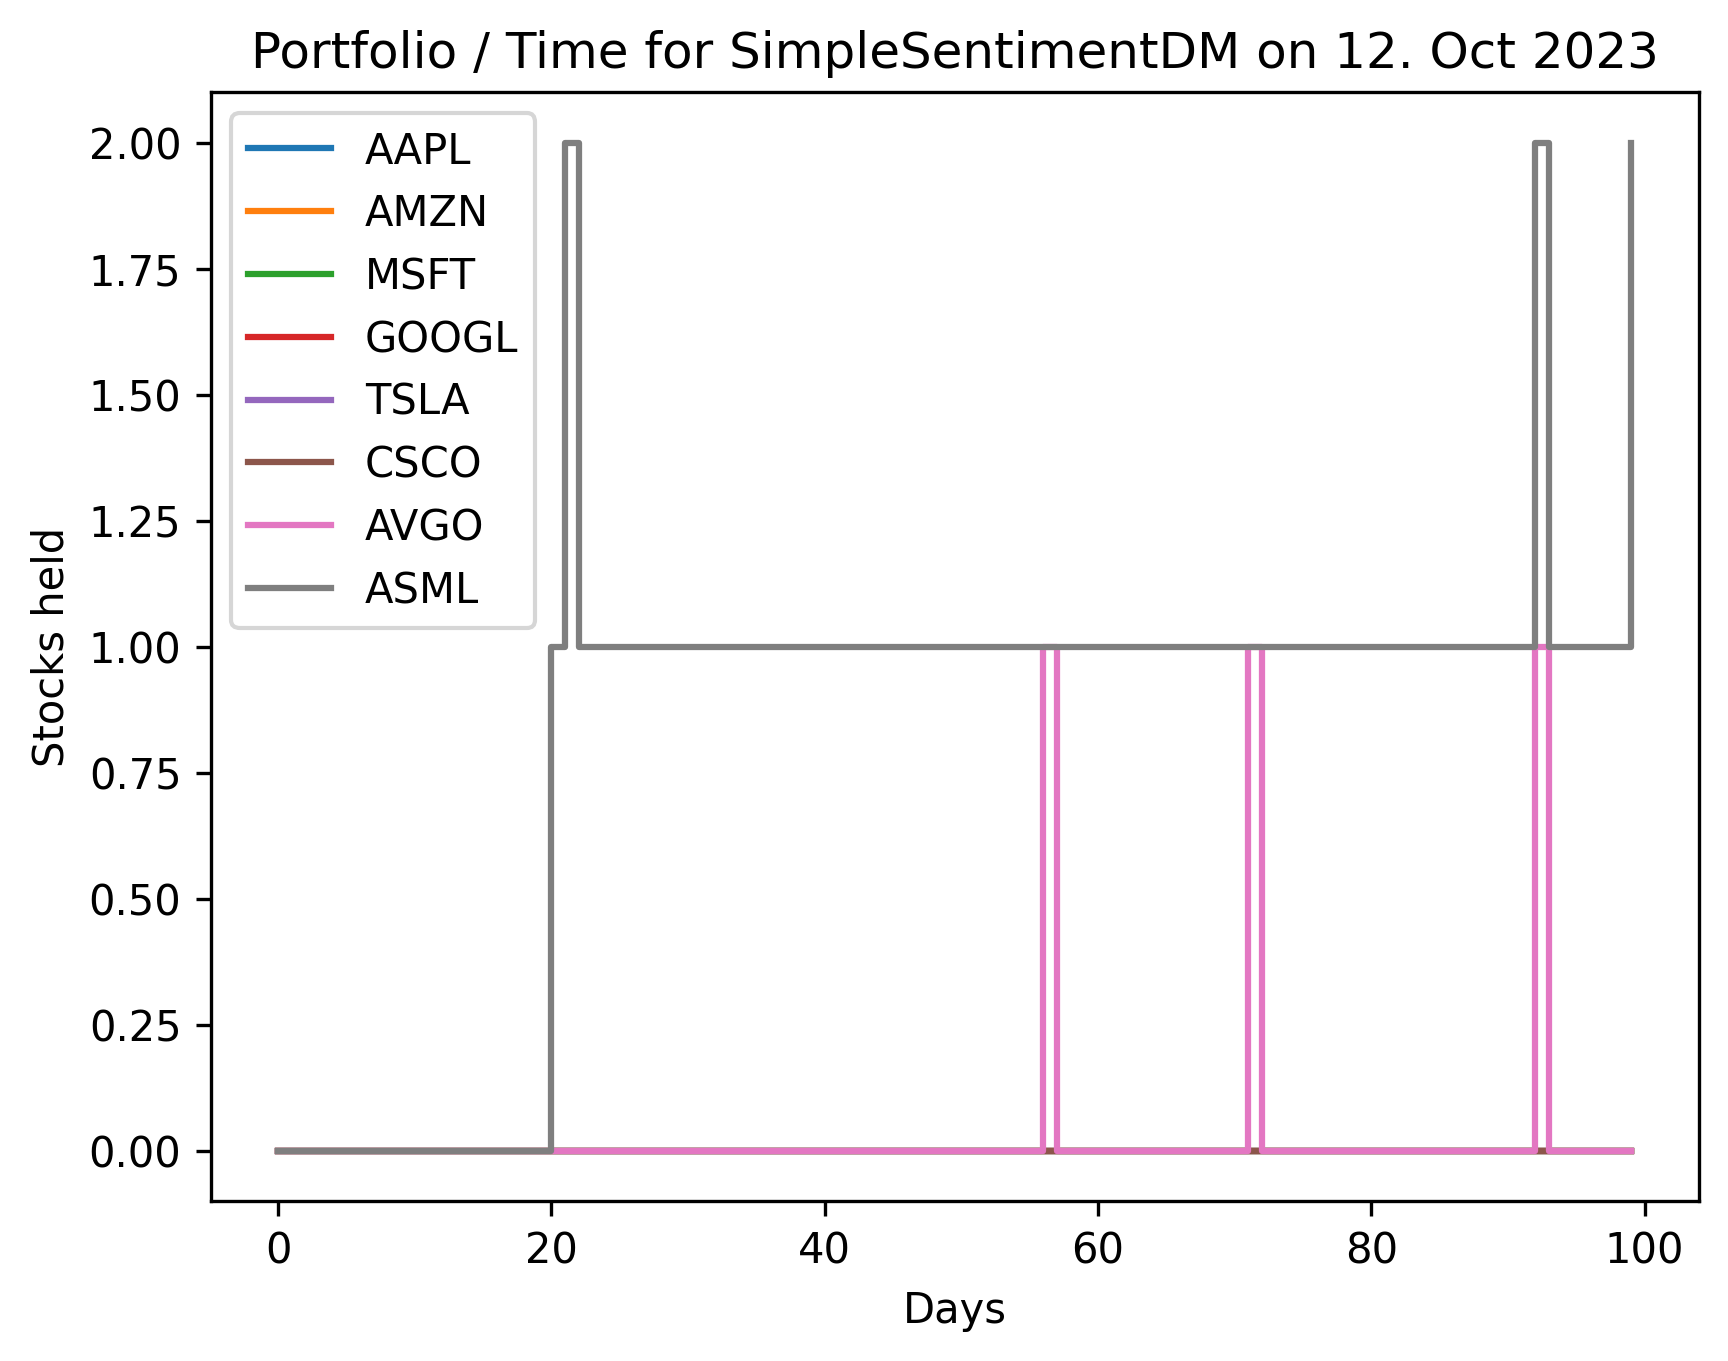 Portfolio / Time for SimpleSentimentDM on 12. Oct 2023
AAPL
AMZN
MSFT
GOOGL
TSLA
CSCO
AVGO
ASML
Stocks held
2.00
1.75
1.50
1.25
1.00
0.75
0.50
0.25
0.00
0 20 40 60 80 100
Days